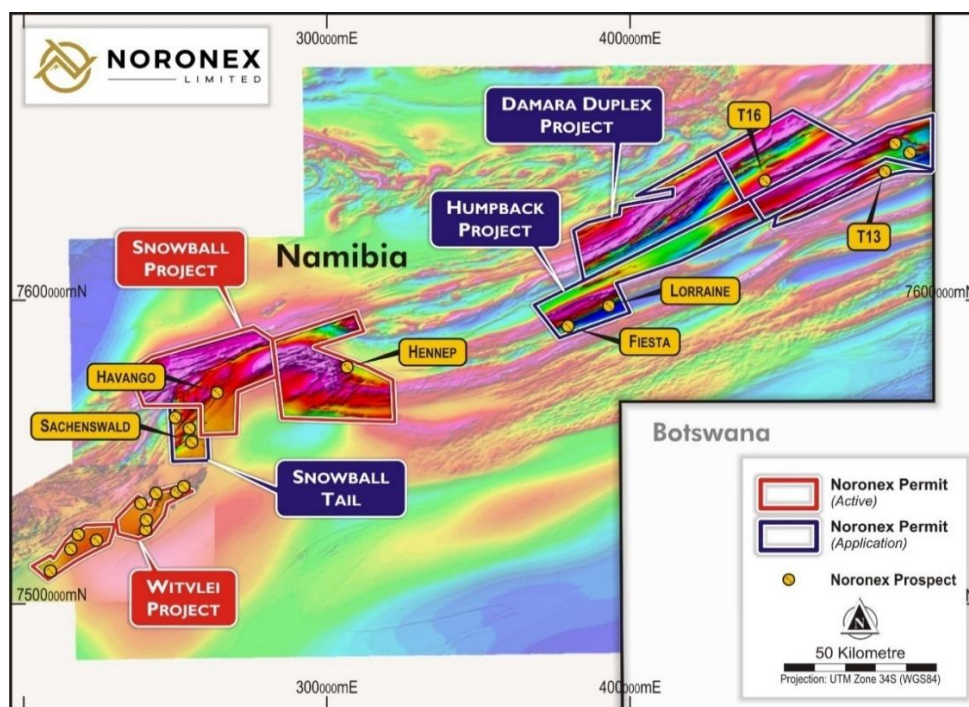 NORONEX
LIMITED
300000mE
400000mE
DAMARA DUPLEX
PROJECT
T16
HUMPBACK
PROJECT
T13
SNOWBALL
PROJECT
Namibia
7600000mN
7600000mN
LORRAINE
FIESTA
HENNEP
HAVANGO
SACHENSWALD
Botswana
SNOWBALL
TAIL
WITVLEI
PROJECT
7500000mN
Noronex Permit
(Active)
Noronex Permit
(Application)
Noronex Prospect
N
50 Kilometre
Projection: UTM Zone 34S (WGS84)
300000mE
400000mE